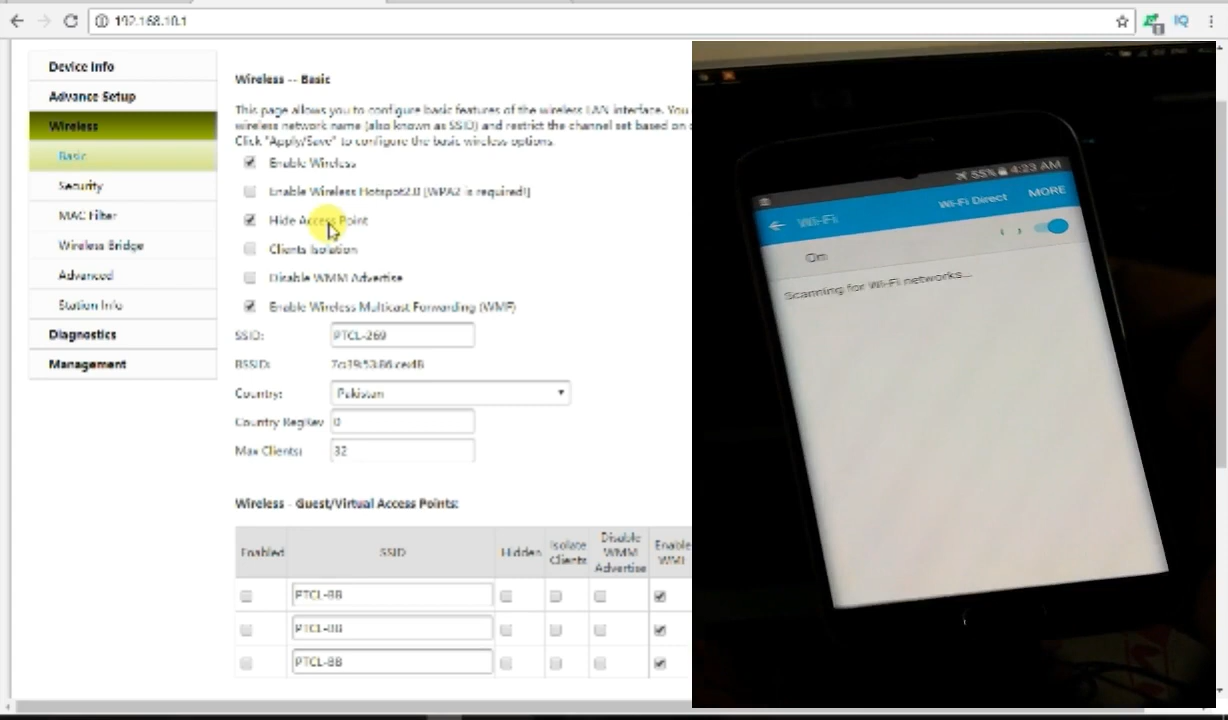 192.168.10.1
Device Info
Advance Setup
Wireless
Basic
Security
MAC Filter
Wireless Bridge
Advanced
Station Info
Diagnostics
Management
Wireless -- Basic
This page allows you to configure basic features of the wireless LAN interface. You
wireless network name (also known as SSID) and restrict the channel set based on
Click "Apply/Save" to configure the basic wireless options.
Enable Wireless
Enable Wireless Hotspot2.0 [WPA2 is required!]
Hide Access Point
Clients Isolation
Disable WMM Advertise
Enable Wireless Multicast Forwarding (WMF)
SSID: PTCL-269
BSSID:
Country: Pakistan
Country RegRev 0
Max Clients: 32
Wireless - Guest/Virtual Access Points:
Enabled SSID Hidden Isolate Clients Disable WMM Advertise Enable WMF
PTCL-BB
PTCL-BB
PTCL-BB
IQ
55% 4:23 AM
Wi-Fi Wi-Fi Direct MORE
On
Scanning for Wi-Fi networks...